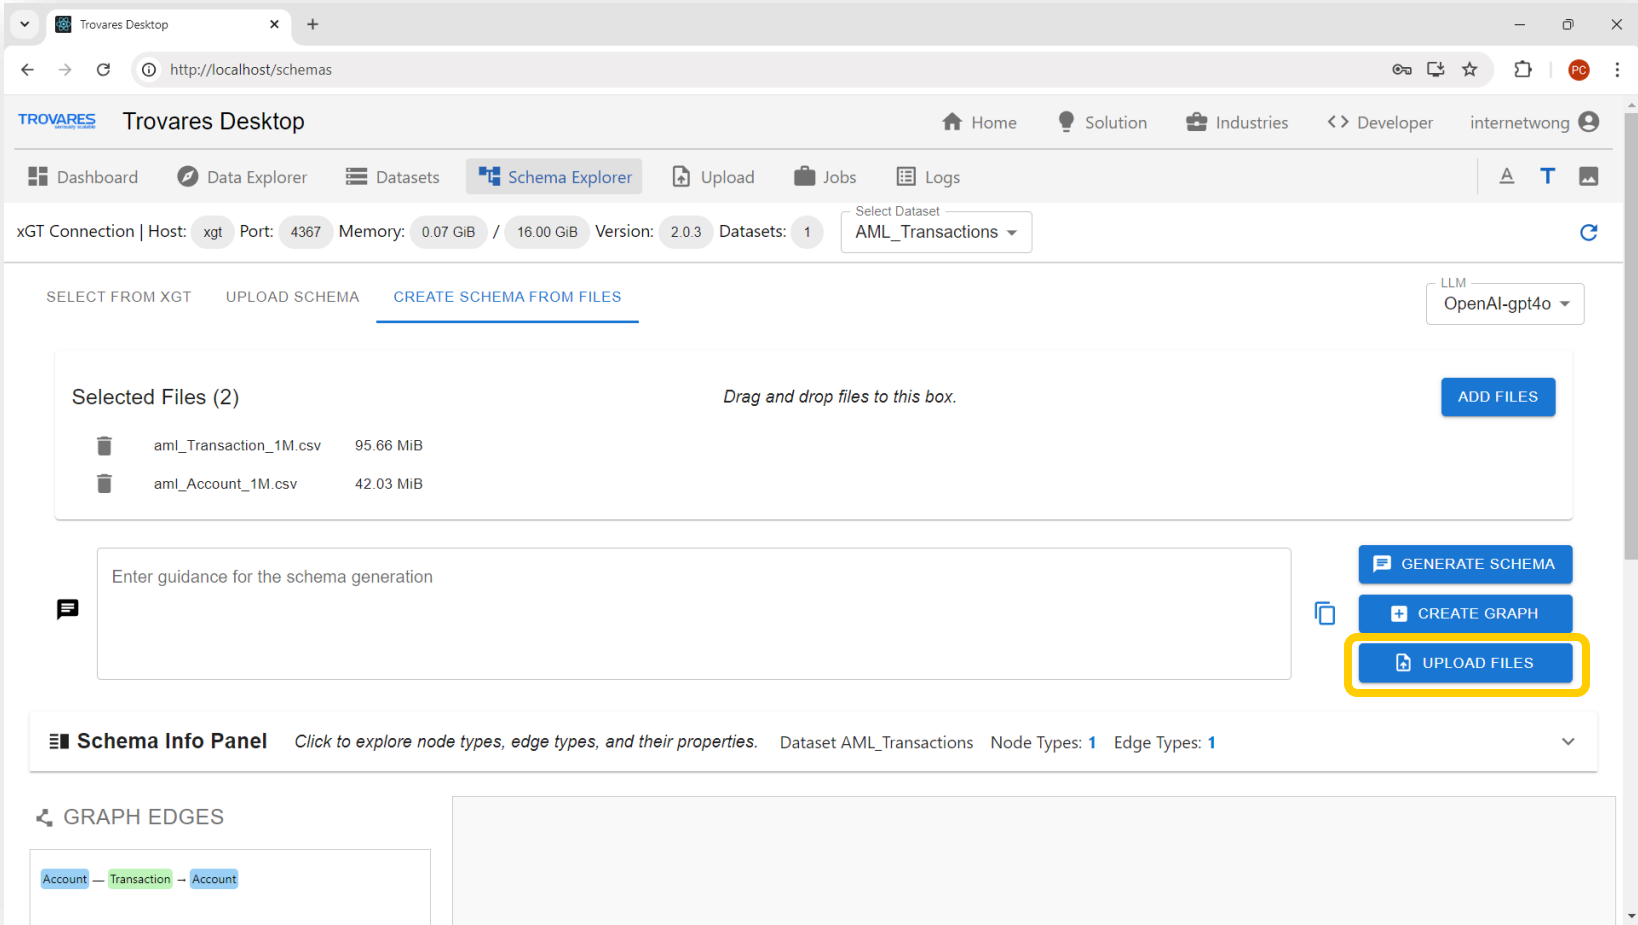 Trovares Desktop
http://localhost/schemas
PC
TROVARES
seriously scalable
Trovares Desktop
Home
Solution
Industries
Developer
internetwong
Dashboard
Data Explorer
Datasets
Schema Explorer
Upload
Jobs
Logs
A
T
xGT Connection | Host: xgt Port: 4367 Memory: 0.07 GiB / 16.00 GiB Version: 2.0.3 Datasets: 1
Select Dataset
AML_Transactions
SELECT FROM XGT
UPLOAD SCHEMA
CREATE SCHEMA FROM FILES
LLM
OpenAI-gpt4o
Selected Files (2)
Drag and drop files to this box.
ADD FILES
aml_Transaction_1M.csv 95.66 MiB
aml_Account_1M.csv 42.03 MiB
Enter guidance for the schema generation
GENERATE SCHEMA
CREATE GRAPH
UPLOAD FILES
Schema Info Panel Click to explore node types, edge types, and their properties. Dataset AML_Transactions Node Types: 1 Edge Types: 1
GRAPH EDGES
Account — Transaction → Account